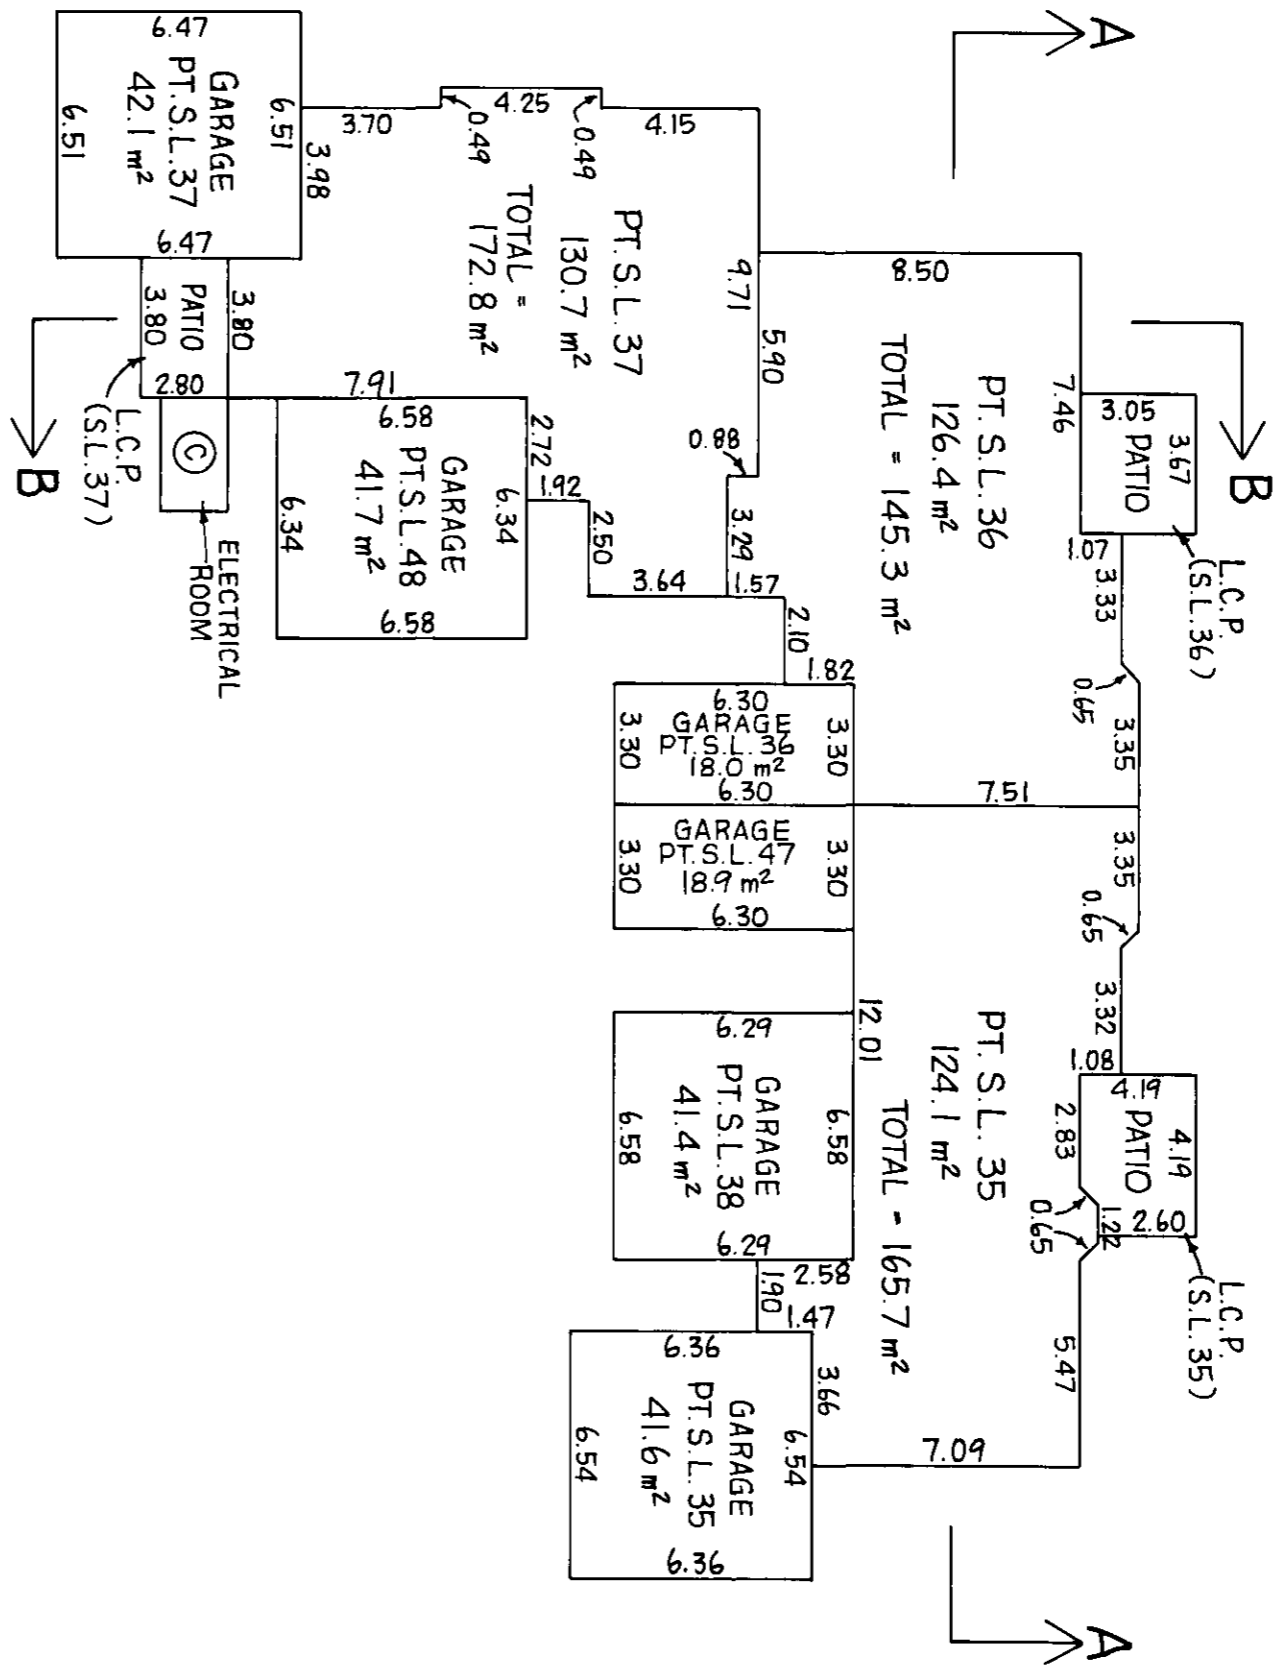 A
A
B
B
6.47
GARAGE
PT.S.L.37
42.1 m²
6.51
6.51
3.98
6.47
3.70
0.49
4.25
0.49
4.15
PT.S.L.37
130.7 m²
TOTAL =
172.8 m²
9.71
5.90
0.88
3.29
1.57
3.64
2.50
1.92
2.72
7.91
3.80
PATIO
3.80
2.80
L.C.P.
(S.L.37)
C
ELECTRICAL
ROOM
6.58
GARAGE
PT.S.L.48
41.7 m²
6.34
6.34
6.58
8.50
PT. S.L.36
126.4 m²
TOTAL = 145.3 m²
7.46
3.05
3.67
PATIO
L.C.P.
(S.L.36)
1.07
3.33
0.65
3.35
2.10
1.82
6.30
GARAGE
PT.S.L.36
18.0 m²
3.30
3.30
6.30
7.51
GARAGE
PT.S.L.47
18.9 m²
3.30
3.30
6.30
3.35
0.65
3.32
1.08
4.19
4.19
PATIO
2.83
0.65
1.22
2.60
L.C.P.
(S.L.35)
5.47
PT. S.L. 35
124.1 m²
TOTAL = 165.7 m²
12.01
6.29
GARAGE
PT.S.L.38
41.4 m²
6.58
6.58
6.29
2.58
1.90
1.47
3.66
6.36
GARAGE
PT.S.L.35
41.6 m²
6.54
6.54
6.36
7.09